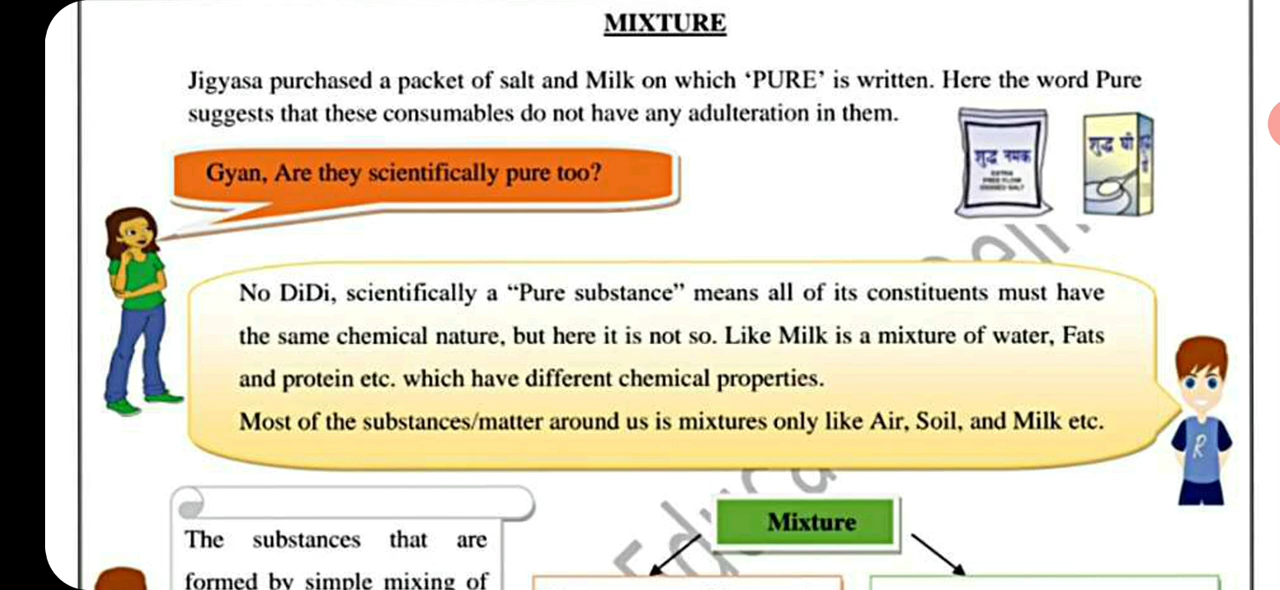 MIXTURE
Jigyasa purchased a packet of salt and Milk on which ‘PURE’ is written. Here the word Pure
suggests that these consumables do not have any adulteration in them.
शुद्ध नमक
EXTRA
FREE FLOW
IODISED SALT
शुद्ध घी
Gyan, Are they scientifically pure too?
No DiDi, scientifically a “Pure substance” means all of its constituents must have
the same chemical nature, but here it is not so. Like Milk is a mixture of water, Fats
and protein etc. which have different chemical properties.
Most of the substances/matter around us is mixtures only like Air, Soil, and Milk etc.
R
Mixture
The substances that are
formed by simple mixing of